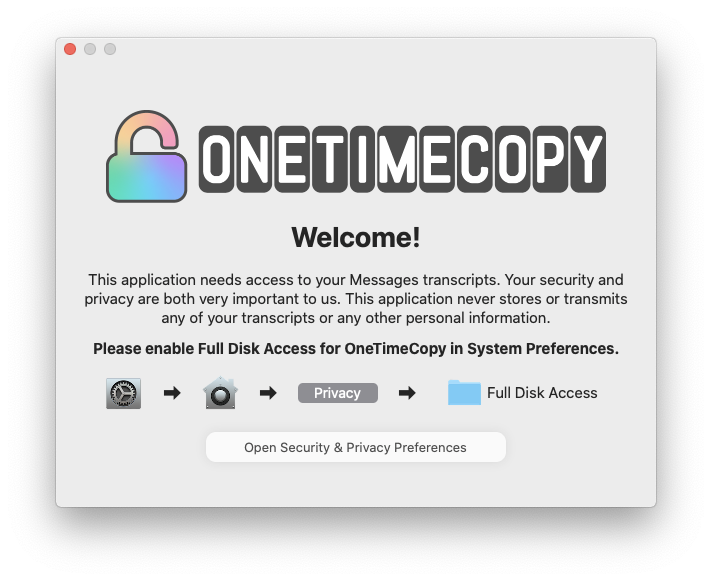 ONETIMECOPY
Welcome!
This application needs access to your Messages transcripts. Your security and
privacy are both very important to us. This application never stores or transmits
any of your transcripts or any other personal information.
Please enable Full Disk Access for OneTimeCopy in System Preferences.
Privacy Full Disk Access
Open Security & Privacy Preferences